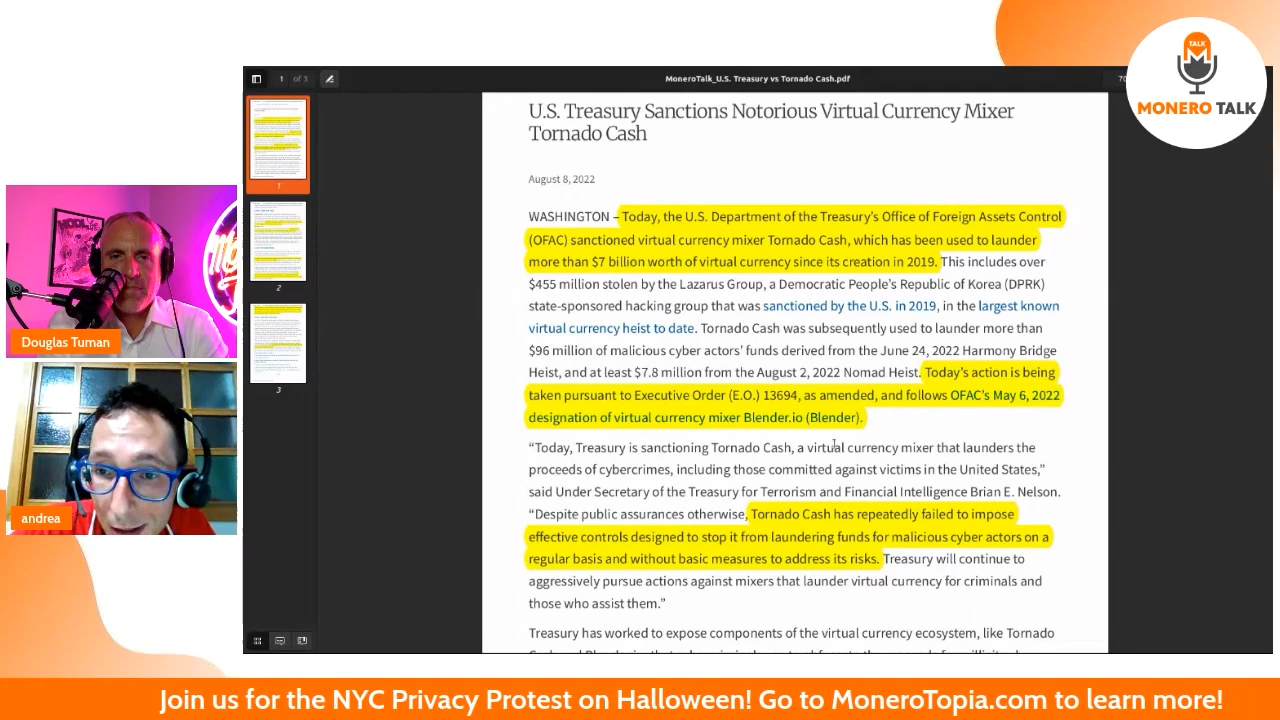 1 of 3
MoneroTalk_U.S. Treasury vs Tornado Cash.pdf
TALK
MONERO TALK
U.S. Treasury Sanctions Notorious Virtual Currency Mixer
Tornado Cash
August 8, 2022
WASHINGTON – Today, the U.S. Department of the Treasury’s Office of Foreign Assets Control
(OFAC) sanctioned virtual currency mixer Tornado Cash, which has been used to launder
more than $7 billion worth of virtual currency since its creation in 2019. This includes over
$455 million stolen by the Lazarus Group, a Democratic People’s Republic of Korea (DPRK)
state-sponsored hacking group that was sanctioned by the U.S. in 2019, in the largest known
virtual currency heist to date. Tornado Cash was subsequently used to launder more than
$96 million of malicious cyber actors’ funds derived from the June 24, 2022 Harmony Bridge
Heist, and at least $7.8 million from the August 2, 2022 Nomad Heist. Today’s action is being
taken pursuant to Executive Order (E.O.) 13694, as amended, and follows OFAC’s May 6, 2022
designation of virtual currency mixer Blender.io (Blender).
“Today, Treasury is sanctioning Tornado Cash, a virtual currency mixer that launders the
proceeds of cybercrimes, including those committed against victims in the United States,”
said Under Secretary of the Treasury for Terrorism and Financial Intelligence Brian E. Nelson.
“Despite public assurances otherwise, Tornado Cash has repeatedly failed to impose
effective controls designed to stop it from laundering funds for malicious cyber actors on a
regular basis and without basic measures to address its risks. Treasury will continue to
aggressively pursue actions against mixers that launder virtual currency for criminals and
those who assist them.”
Treasury has worked to expose components of the virtual currency ecosystem, like Tornado
1
2
3
Douglas Tuman
andrea
Join us for the NYC Privacy Protest on Halloween! Go to MoneroTopia.com to learn more!